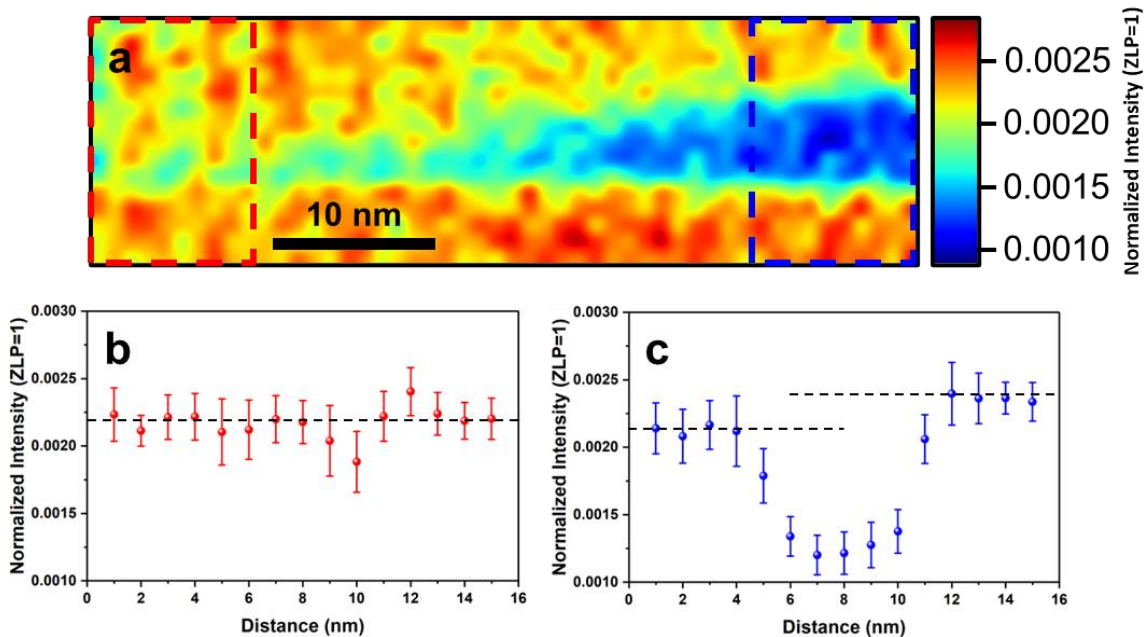 a
10 nm
0.0025
0.0020
0.0015
0.0010
Normalized Intensity (ZLP=1)
b
Normalized Intensity (ZLP=1)
0.0030
0.0025
0.0020
0.0015
0.0010
0 2 4 6 8 10 12 14 16
Distance (nm)
c
Normalized Intensity (ZLP=1)
0.0030
0.0025
0.0020
0.0015
0.0010
0 2 4 6 8 10 12 14 16
Distance (nm)